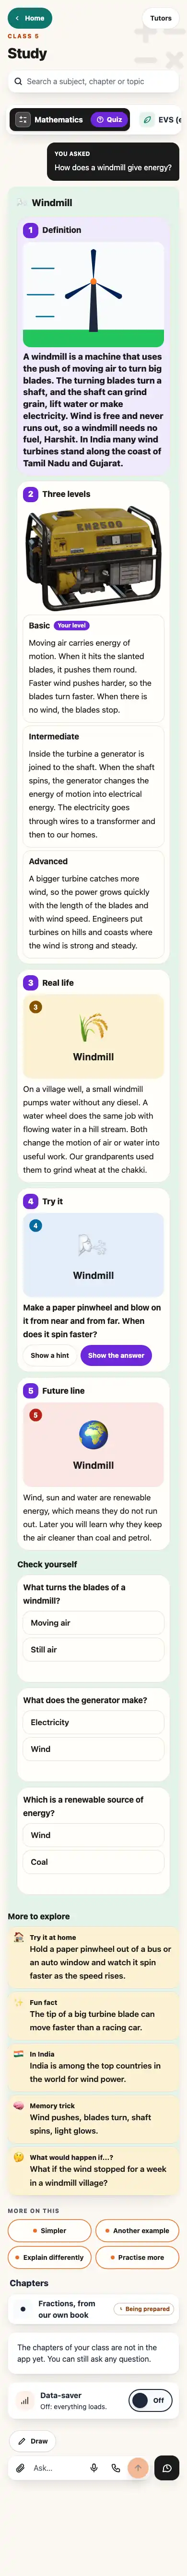 Home
Tutors
CLASS 5
Study
Search a subject, chapter or topic
Mathematics
Quiz
EVS (e
YOU ASKED
How does a windmill give energy?
Windmill
1 Definition
A windmill is a machine that uses
the push of moving air to turn big
blades. The turning blades turn a
shaft, and the shaft can grind
grain, lift water or make
electricity. Wind is free and never
runs out, so a windmill needs no
fuel, Harshit. In India many wind
turbines stand along the coast of
Tamil Nadu and Gujarat.
2 Three levels
EH2500
Basic Your level
Moving air carries energy of
motion. When it hits the slanted
blades, it pushes them round.
Faster wind pushes harder, so the
blades turn faster. When there is
no wind, the blades stop.
Intermediate
Inside the turbine a generator is
joined to the shaft. When the shaft
spins, the generator changes the
energy of motion into electrical
energy. The electricity goes
through wires to a transformer and
then to our homes.
Advanced
A bigger turbine catches more
wind, so the power grows quickly
with the length of the blades and
with wind speed. Engineers put
turbines on hills and coasts where
the wind is strong and steady.
3 Real life
3
Windmill
On a village well, a small windmill
pumps water without any diesel. A
water wheel does the same job with
flowing water in a hill stream. Both
change the motion of air or water into
useful work. Our grandparents used
them to grind wheat at the chakki.
4 Try it
4
Windmill
Make a paper pinwheel and blow on
it from near and from far. When
does it spin faster?
Show a hint
Show the answer
5 Future line
5
Windmill
Wind, sun and water are renewable
energy, which means they do not run
out. Later you will learn why they keep
the air cleaner than coal and petrol.
Check yourself
What turns the blades of a
windmill?
Moving air
Still air
What does the generator make?
Electricity
Wind
Which is a renewable source of
energy?
Wind
Coal
More to explore
Try it at home
Hold a paper pinwheel out of a bus or
an auto window and watch it spin
faster as the speed rises.
Fun fact
The tip of a big turbine blade can
move faster than a racing car.
In India
India is among the top countries in
the world for wind power.
Memory trick
Wind pushes, blades turn, shaft
spins, light glows.
What would happen if...?
What if the wind stopped for a week
in a windmill village?
MORE ON THIS
Simpler
Another example
Explain differently
Practise more
Chapters
Fractions, from
our own book
Being prepared
The chapters of your class are not in the
app yet. You can still ask any question.
Data-saver
Off: everything loads.
Off
Draw
Ask...